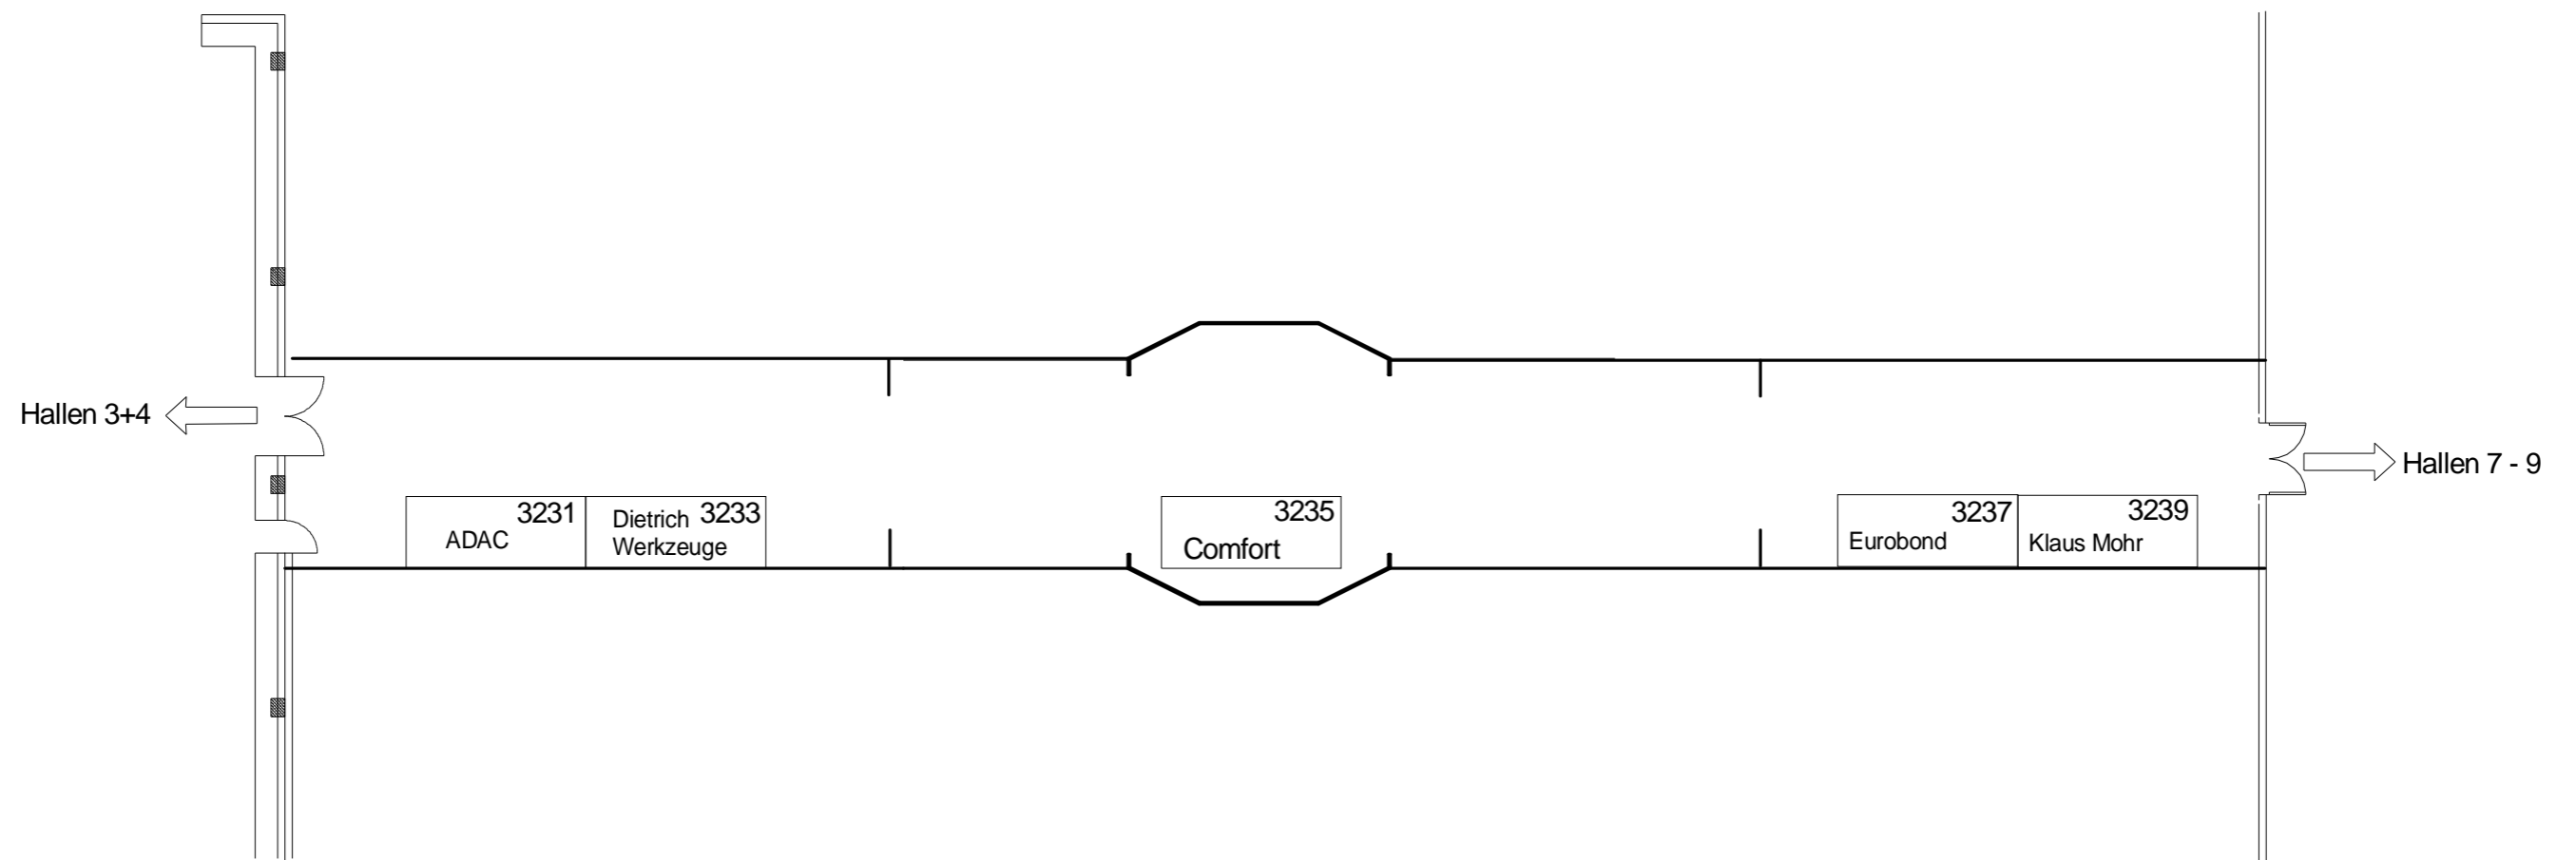 Hallen 3+4
3231
ADAC
Dietrich 3233
Werkzeuge
3235
Comfort
3237
Eurobond
3239
Klaus Mohr
Hallen 7 - 9